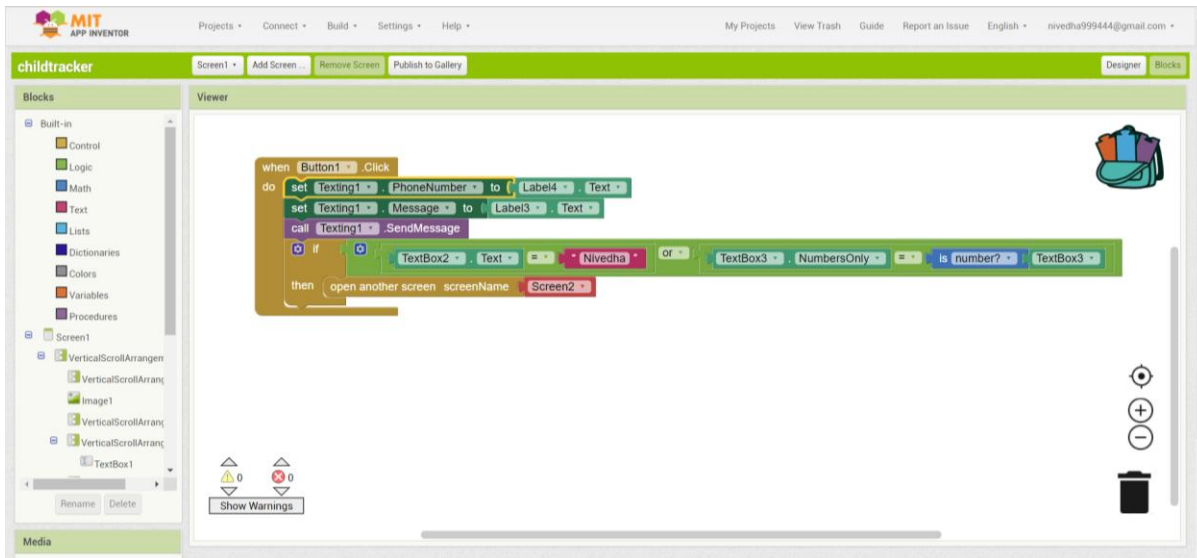 MIT
APP INVENTOR
Projects Connect Build Settings Help My Projects View Trash Guide Report an Issue English nivedha999444@gmail.com
childtracker Screen1 Add Screen ... Remove Screen Publish to Gallery Designer Blocks
Blocks Viewer
Built-in
Control
Logic
Math
Text
Lists
Dictionaries
Colors
Variables
Procedures
Screen1
VerticalScrollArrangen
VerticalScrollArrang
Image1
VerticalScrollArrang
VerticalScrollArrang
TextBox1
Rename Delete
Media
when Button1 .Click
do set Texting1 . PhoneNumber to Label4 . Text
set Texting1 . Message to Label3 . Text
call Texting1 .SendMessage
if TextBox2 . Text = " Nivedha " or TextBox3 . NumbersOnly = is number? TextBox3
then open another screen screenName Screen2
0 0
Show Warnings